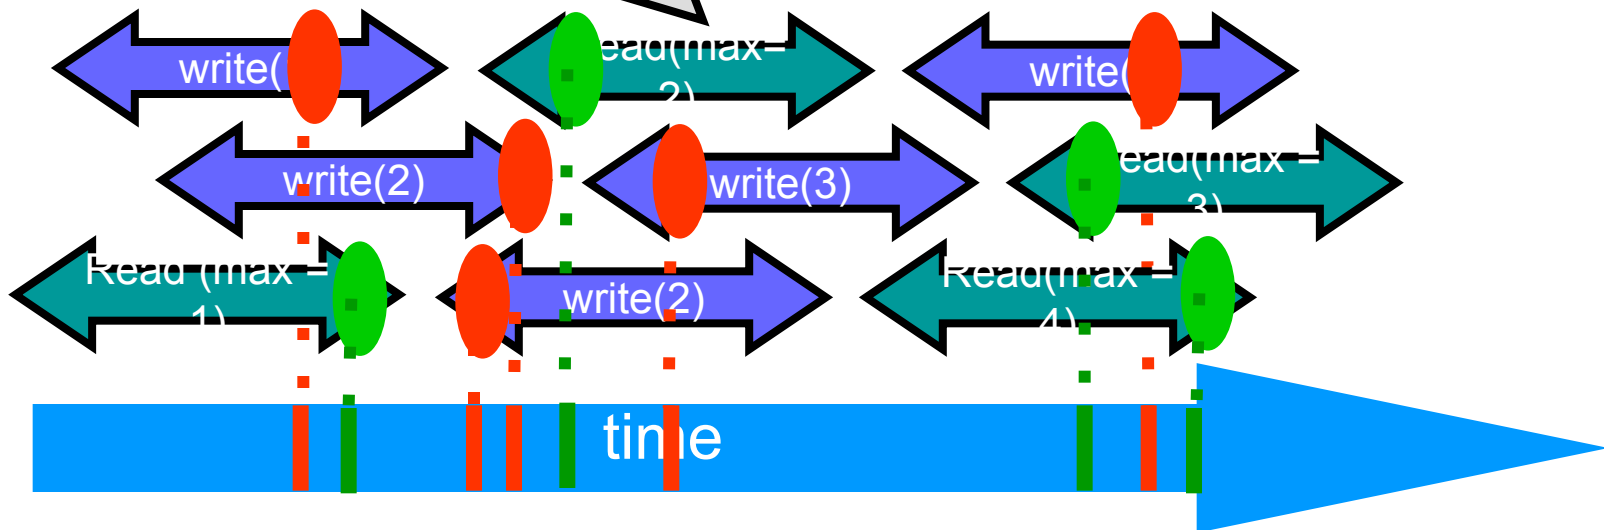 write(
ead(max=
2)
write(
write(2)
write(3)
ead(max =
3)
Read (max =
1)
write(2)
Read(max =
4)
time